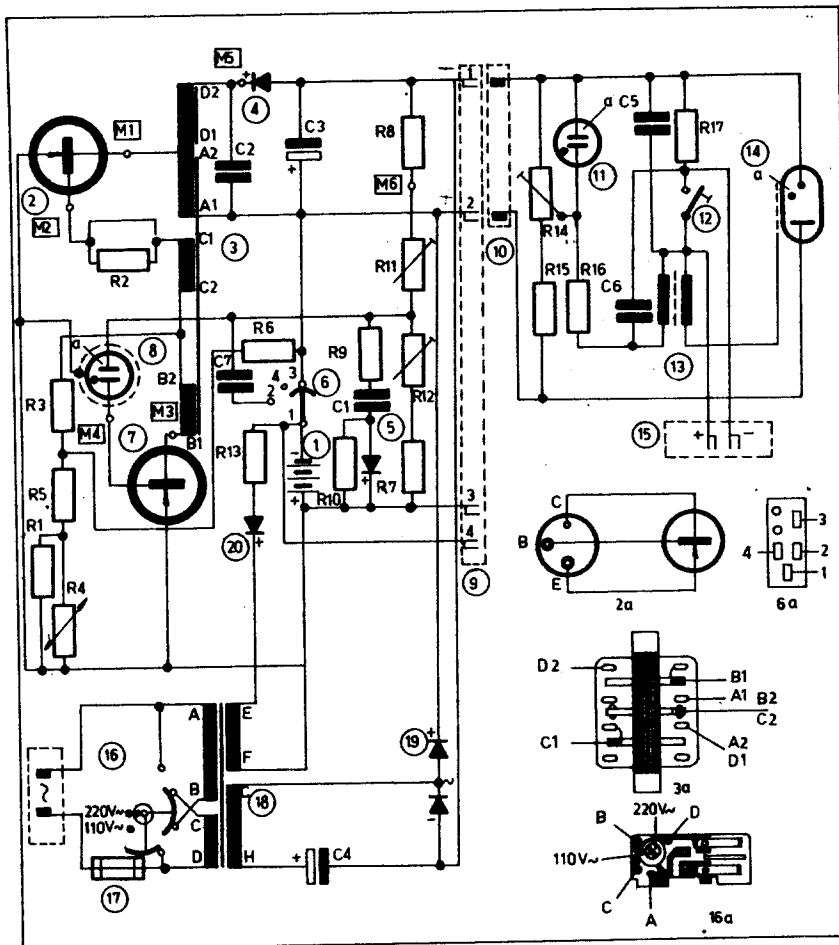 M5
1
D2
4
a
C5
D1
C3
R8
R17
14
M1
A2
C2
a
2
M6
11
2
12
A1
M2
3
10
R14
C1
R11
R2
R15
R16
C6
C2
13
R6
8
a
R9
C7
4
3
6
B2
2
R12
R3
M3
C1
15
+
-
M4
7
B1
1
1
5
R13
-
R5
R10
R7
3
C
R1
+
+
3
4
B
20
+
4
2
R4
9
E
1
2a
6a
D2
B1
A1
B2
A
E
C2
16
+
19
C1
A2
F
D1
~
3a
B
~
220V~
18
220V~
D
110V~
C
-
B
D
H
+
C4
110V~
17
C
A
16a